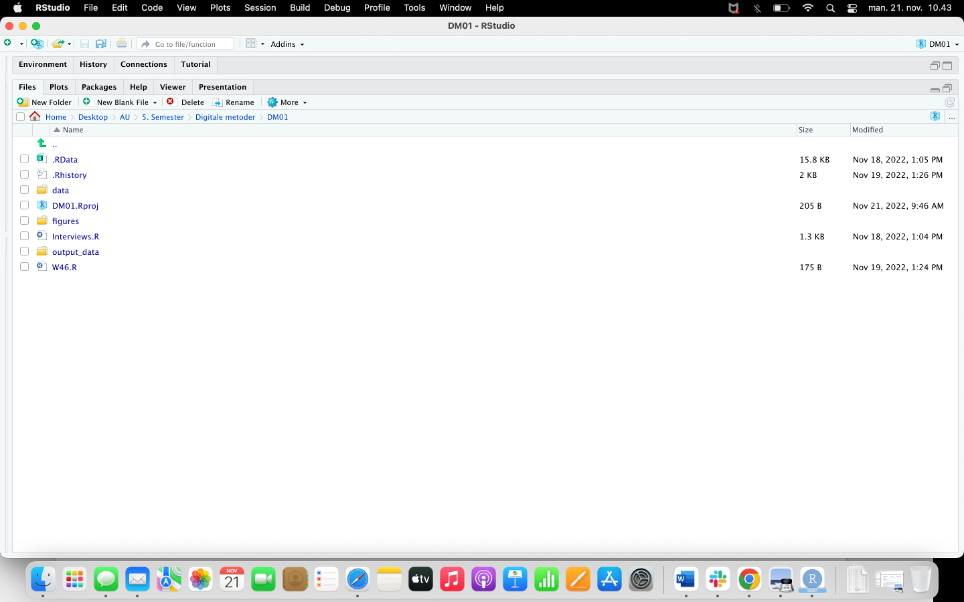 RStudio File Edit Code View Plots Session Build Debug Profile Tools Window Help man. 21. nov. 10.43
DM01 - RStudio
Go to file/function Addins DM01
Environment History Connections Tutorial
Files Plots Packages Help Viewer Presentation
New Folder New Blank File Delete Rename More
Home Desktop AU 5. Semester Digitale metoder DM01 ...
Name Size Modified
..
.RData 15.8 KB Nov 18, 2022, 1:05 PM
.Rhistory 2 KB Nov 19, 2022, 1:26 PM
data
DM01.Rproj 205 B Nov 21, 2022, 9:46 AM
figures
Interviews.R 1.3 KB Nov 18, 2022, 1:04 PM
output_data
W46.R 175 B Nov 19, 2022, 1:24 PM
NOV
21
tv
W
R